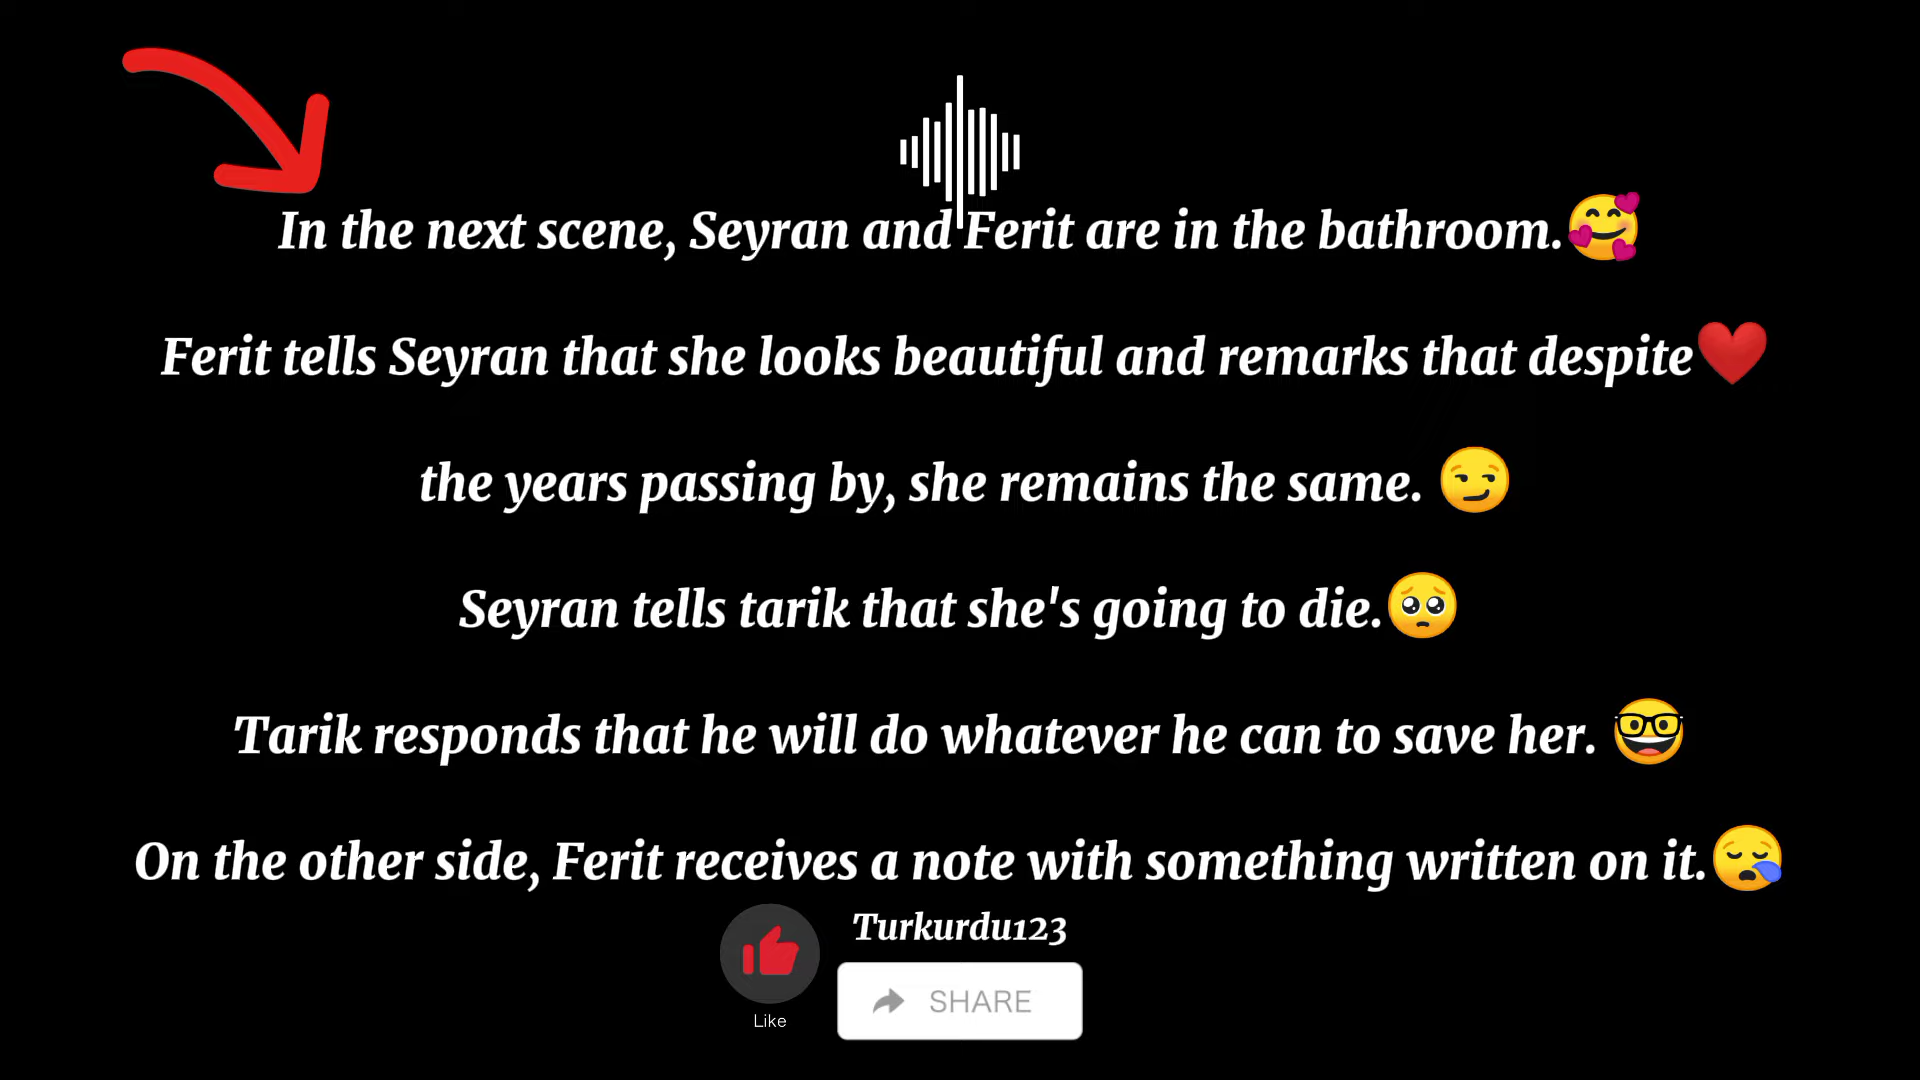 In the next scene, Seyran and Ferit are in the bathroom.🥰
Ferit tells Seyran that she looks beautiful and remarks that despite❤️
the years passing by, she remains the same. 😏
Seyran tells tarik that she's going to die.🥺
Tarik responds that he will do whatever he can to save her. 🤓
On the other side, Ferit receives a note with something written on it.😪
Turkurdu123
SHARE
Like